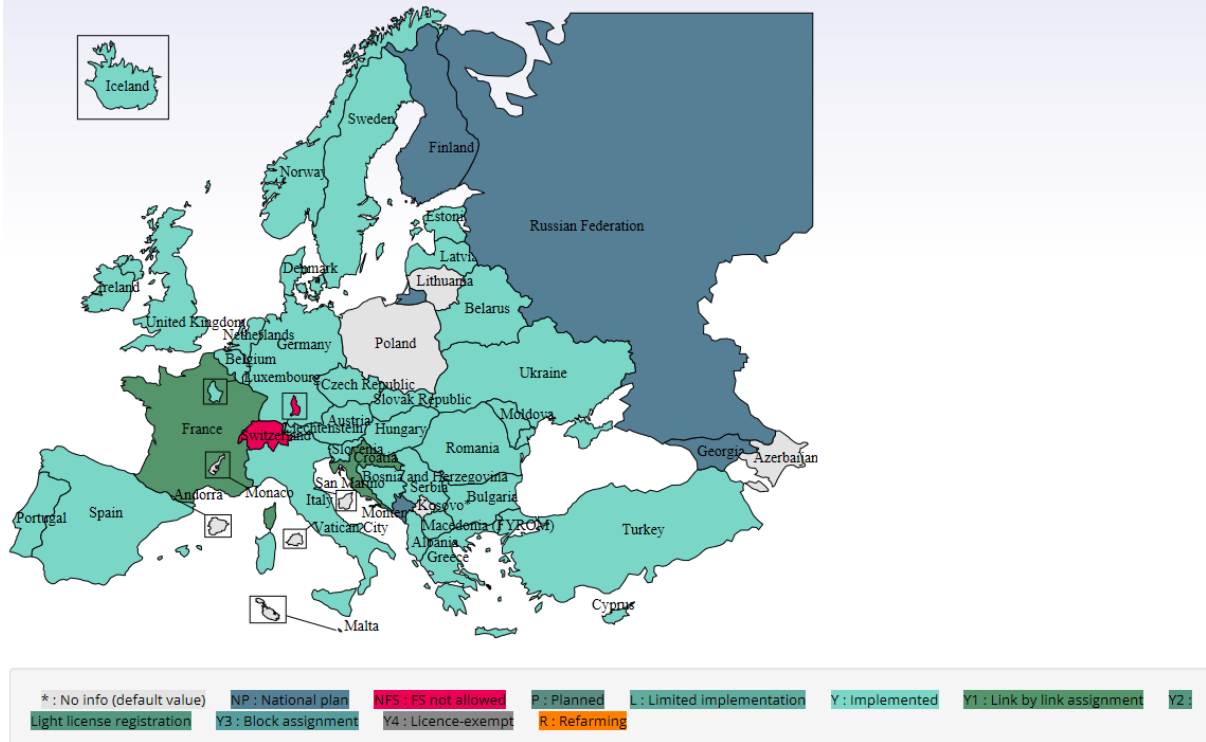 Iceland
Sweden
Finland
Norway
Russian Federation
Estoni
Latvia
Denmark
Lithuania
Ireland
Belarus
United Kingdom
Netherlands
Germany
Poland
Belgium
Ukraine
Luxembourg
Czech Republic
Slovak Republic
Moldova
Austria
France
Liechtenstein
Hungary
Switzerland
Romania
Slovenia
Georgia
Croatia
Azerbaijan
Bosnia and Herzegovina
San Marino
Serbia
Andorra
Monaco
Italy
Bulgaria
Kosovo*
Spain
Monten
Portugal
Vatican City
Macedonia (FYROM)
Turkey
Albania
Greece
Cyprus
Malta
* : No info (default value) NP : National plan NFS : FS not allowed P : Planned L : Limited implementation Y : Implemented Y1 : Link by link assignment Y2 :
Light license registration Y3 : Block assignment Y4 : Licence-exempt R : Refarming